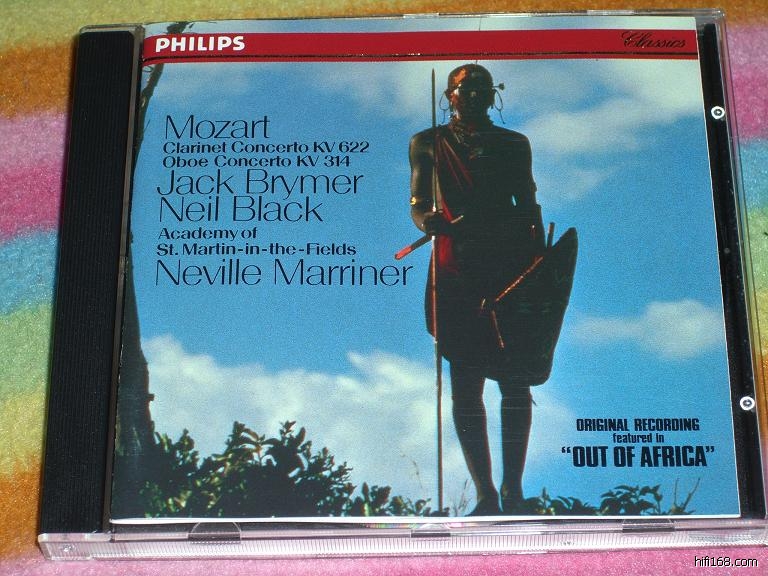 PHILIPS
Classics
Mozart
Clarinet Concerto KV 622
Oboe Concerto KV 314
Jack Brymer
Neil Black
Academy of
St. Martin-in-the-Fields
Neville Marriner
ORIGINAL RECORDING
featured in
“OUT OF AFRICA”
hifi168.com